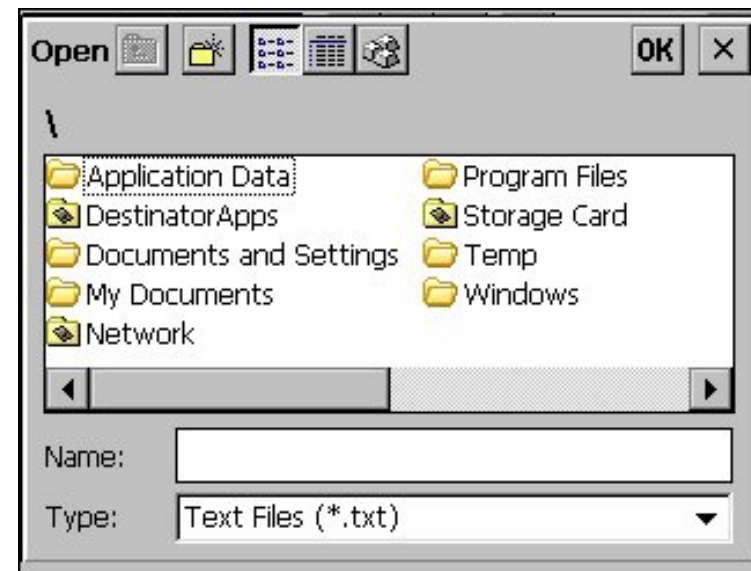 Open OK ×
\
Application Data
DestinatorApps
Documents and Settings
My Documents
Network
Program Files
Storage Card
Temp
Windows
Name:
Type: Text Files (*.txt)